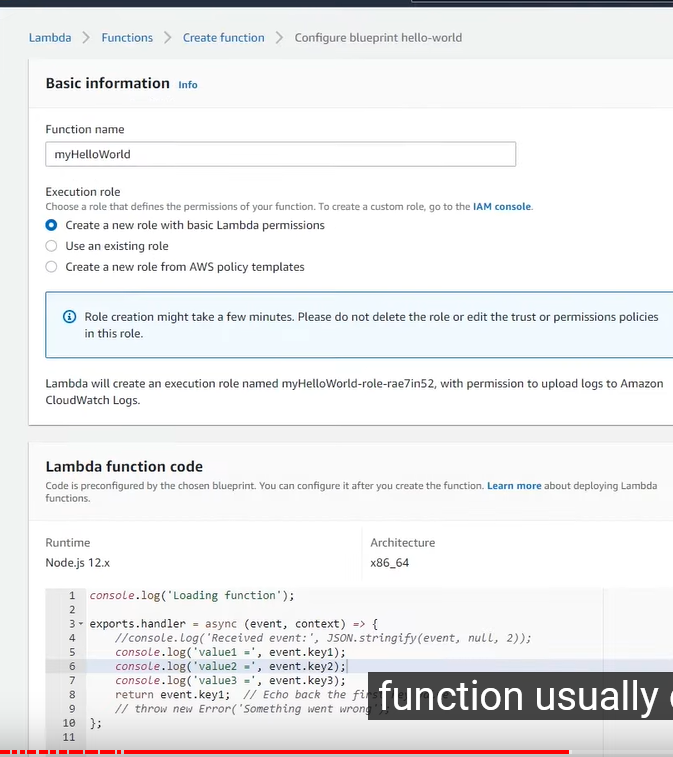 Lambda > Functions > Create function > Configure blueprint hello-world
Basic information Info
Function name
myHelloWorld
Execution role
Choose a role that defines the permissions of your function. To create a custom role, go to the IAM console.
Create a new role with basic Lambda permissions
Use an existing role
Create a new role from AWS policy templates
Role creation might take a few minutes. Please do not delete the role or edit the trust or permissions policies
in this role.
Lambda will create an execution role named myHelloWorld-role-rae7in52, with permission to upload logs to Amazon
CloudWatch Logs.
Lambda function code
Code is preconfigured by the chosen blueprint. You can configure it after you create the function. Learn more about deploying Lambda
functions.
Runtime
Architecture
Node.js 12.x
x86_64
1 console.log('Loading function');
2
3 exports.handler = async (event, context) => {
4 //console.log('Received event:', JSON.stringify(event, null, 2));
5 console.log('value1 =', event.key1);
6 console.log('value2 =', event.key2);
7 console.log('value3 =', event.key3);
8 return event.key1; // Echo back the
9 // throw new Error('Something went wrong');
10 };
11
function usually